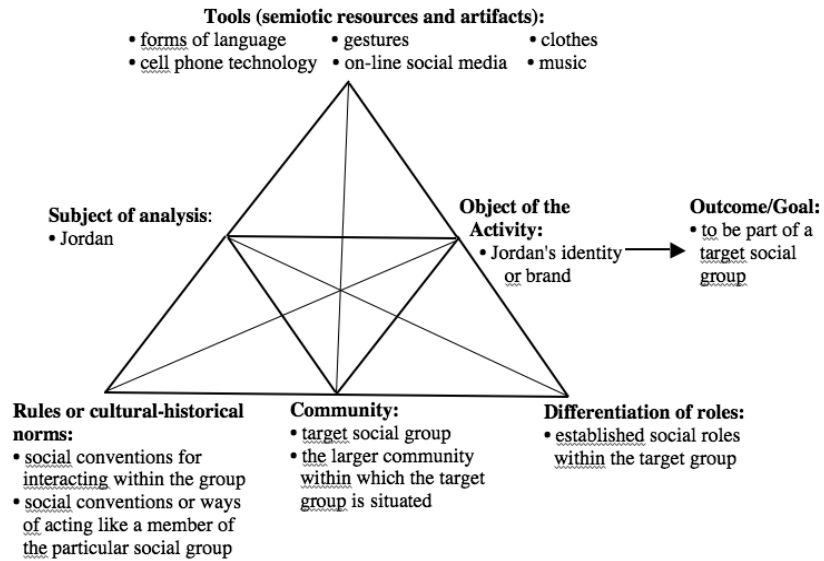 Tools (semiotic resources and artifacts):
• forms of language • gestures • clothes
• cell phone technology • on-line social media • music
Subject of analysis:
• Jordan
Object of the
Activity:
• Jordan's identity
or brand
Outcome/Goal:
• to be part of a
target social
group
Rules or cultural-historical
norms:
• social conventions for
interacting within the group
• social conventions or ways
of acting like a member of
the particular social group
Community:
• target social group
• the larger community
within which the target
group is situated
Differentiation of roles:
• established social roles
within the target group